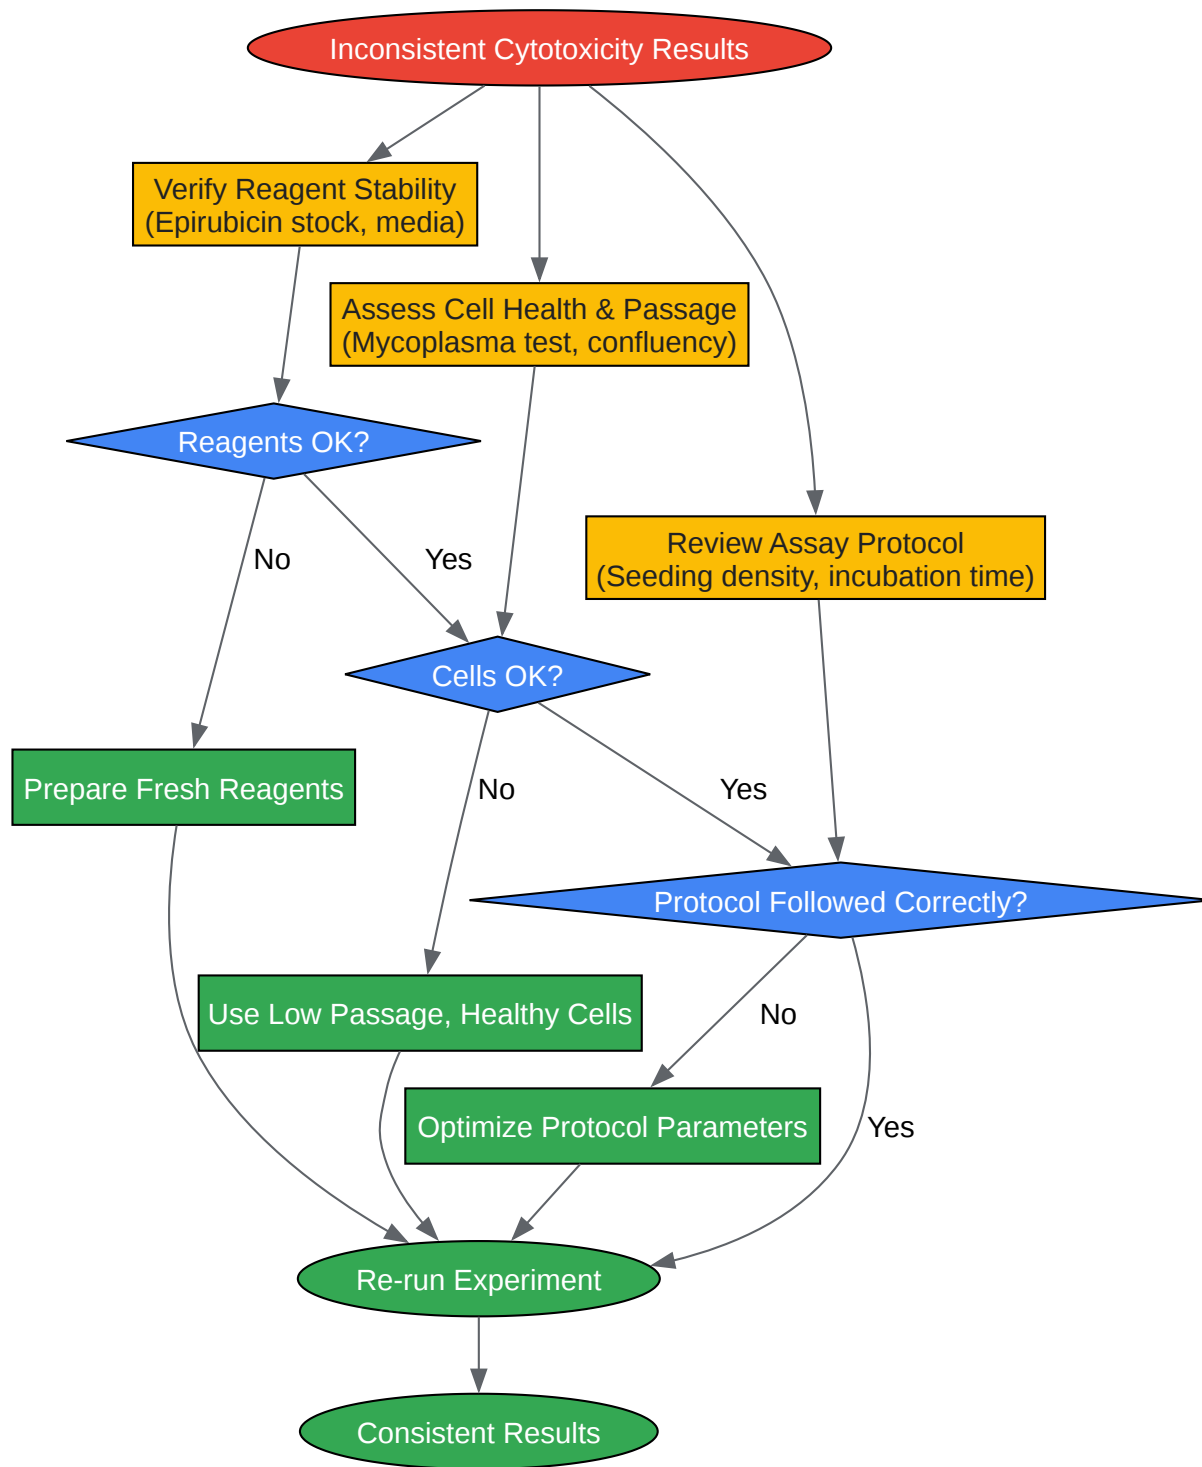 Inconsistent Cytotoxicity Results
Verify Reagent Stability
(Epirubicin stock, media)
Assess Cell Health & Passage
(Mycoplasma test, confluency)
Reagents OK?
Review Assay Protocol
(Seeding density, incubation time)
No
Yes
Cells OK?
Prepare Fresh Reagents
No
Yes
Protocol Followed Correctly?
Use Low Passage, Healthy Cells
No
Optimize Protocol Parameters
Yes
Re-run Experiment
Consistent Results